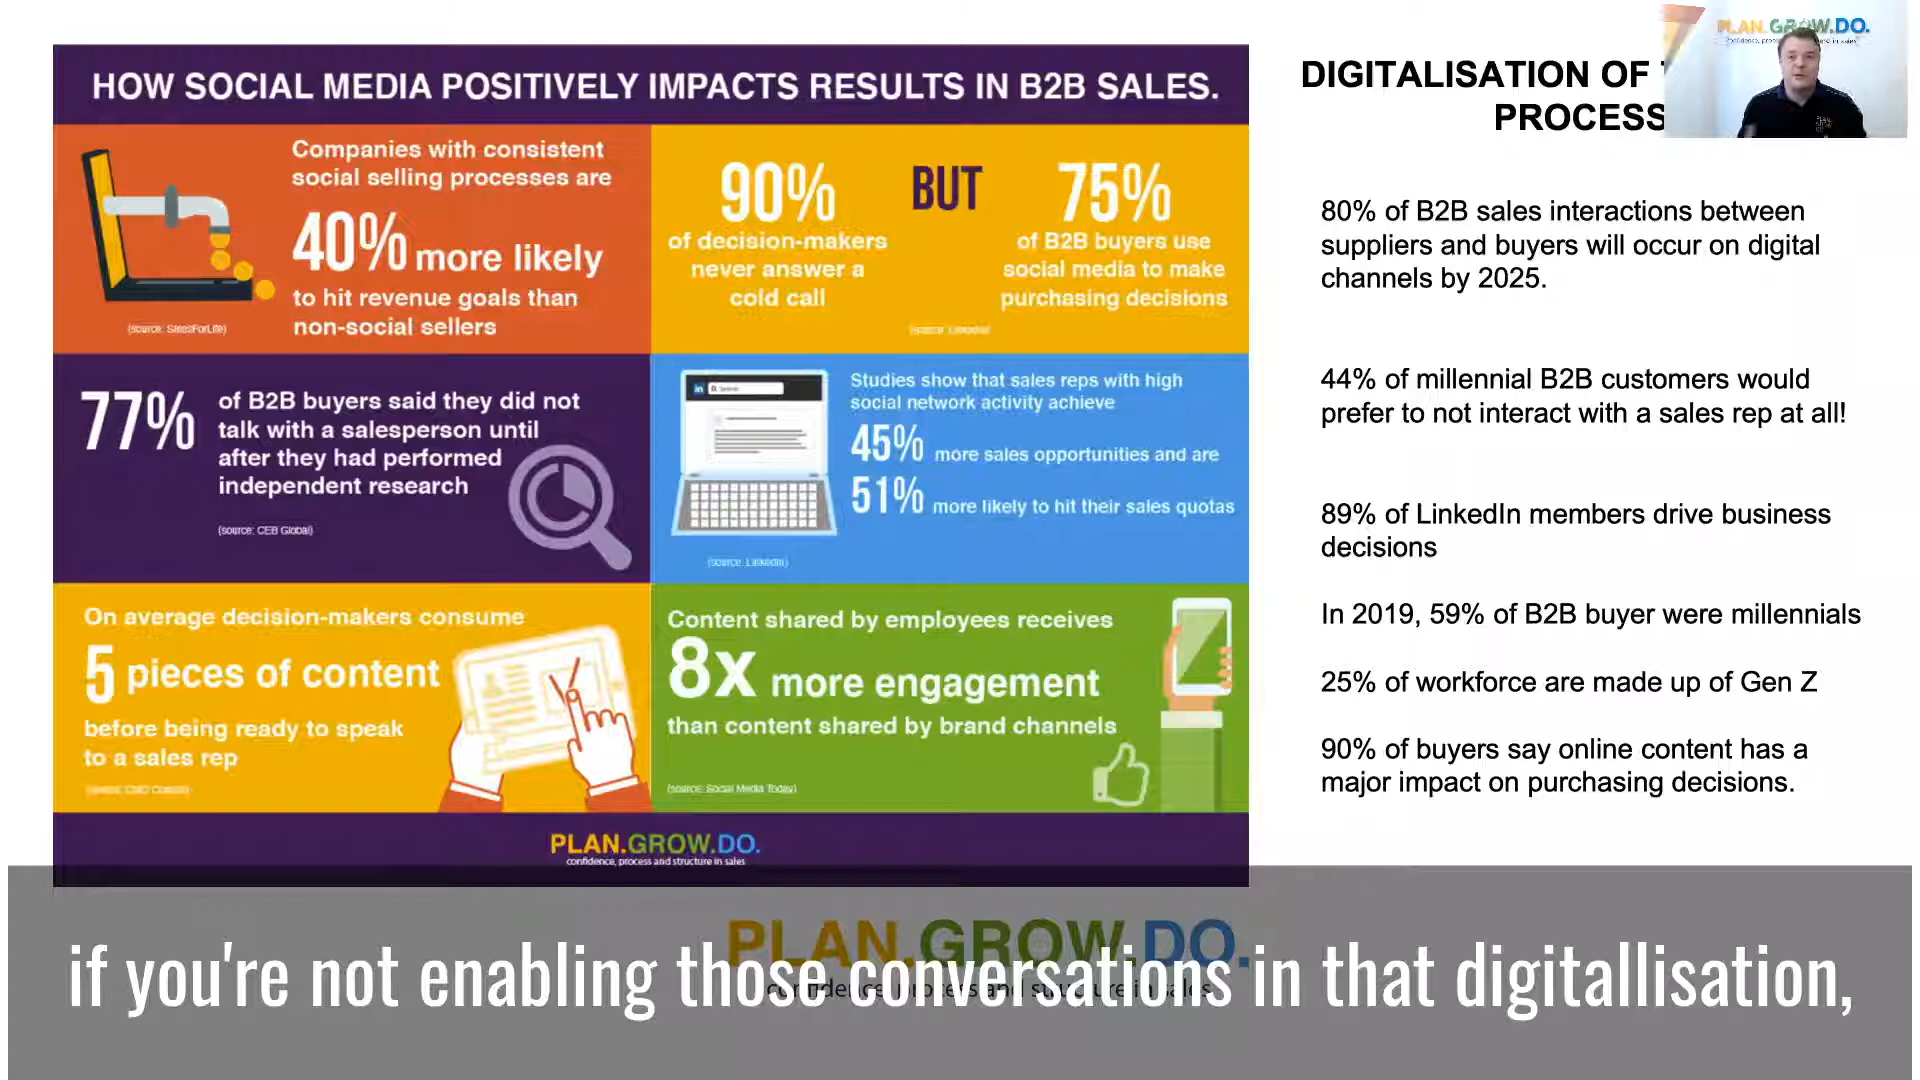 HOW SOCIAL MEDIA POSITIVELY IMPACTS RESULTS IN B2B SALES.
Companies with consistent
social selling processes are
40% more likely
to hit revenue goals than
non-social sellers
(source: SalesForLife)
90%
of decision-makers
never answer a
cold call
BUT
75%
of B2B buyers use
social media to make
purchasing decisions
(source: LinkedIn)
77%
of B2B buyers said they did not
talk with a salesperson until
after they had performed
independent research
(source: CEB Global)
Studies show that sales reps with high
social network activity achieve
45% more sales opportunities and are
51% more likely to hit their sales quotas
(source: LinkedIn)
On average decision-makers consume
5 pieces of content
before being ready to speak
to a sales rep
Content shared by employees receives
8x more engagement
than content shared by brand channels
(source: Social Media Today)
PLAN.GROW.DO.
confidence, process and structure in sales
DIGITALISATION OF
PROCESS
80% of B2B sales interactions between
suppliers and buyers will occur on digital
channels by 2025.
44% of millennial B2B customers would
prefer to not interact with a sales rep at all!
89% of LinkedIn members drive business
decisions
In 2019, 59% of B2B buyer were millennials
25% of workforce are made up of Gen Z
90% of buyers say online content has a
major impact on purchasing decisions.
PLAN.GROW.DO.
PLAN.GROW.DO.
if you're not enabling those conversations in that digitallisation,